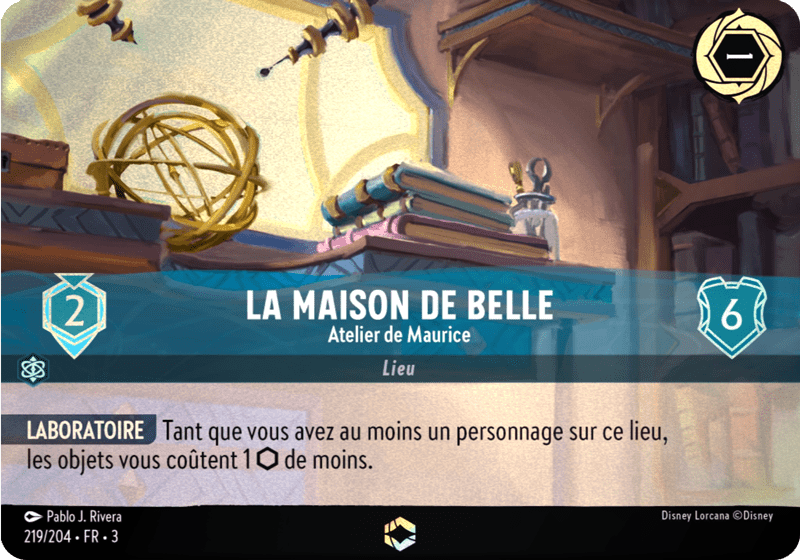 1
2
LA MAISON DE BELLE
Atelier de Maurice
6
Lieu
LABORATOIRE Tant que vous avez au moins un personnage sur ce lieu,
les objets vous coûtent 1 ⬡ de moins.
Pablo J. Rivera
Disney Lorcana ©Disney
219/204 • FR • 3